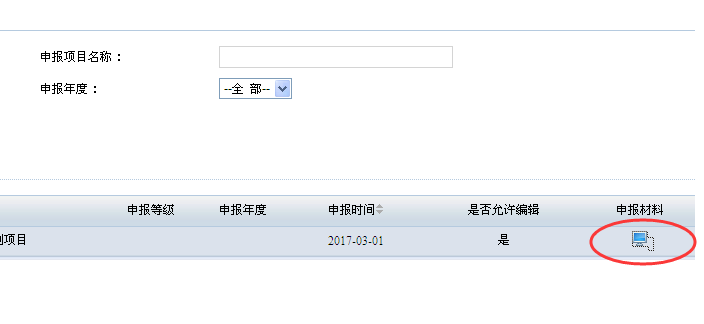 申报项目名称：
申报年度： --全 部--
申报等级 申报年度 申报时间 是否允许编辑 申报材料
项目 2017-03-01 是